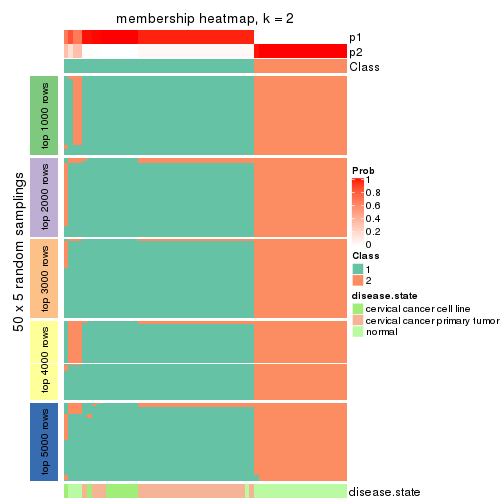 membership heatmap, k = 2
p1
p2
Class
50 x 5 random samplings
top 1000 rows
top 2000 rows
top 3000 rows
top 4000 rows
top 5000 rows
Prob
1
0.8
0.6
0.4
0.2
0
Class
1
2
disease.state
cervical cancer cell line
cervical cancer primary tumor
normal
disease.state